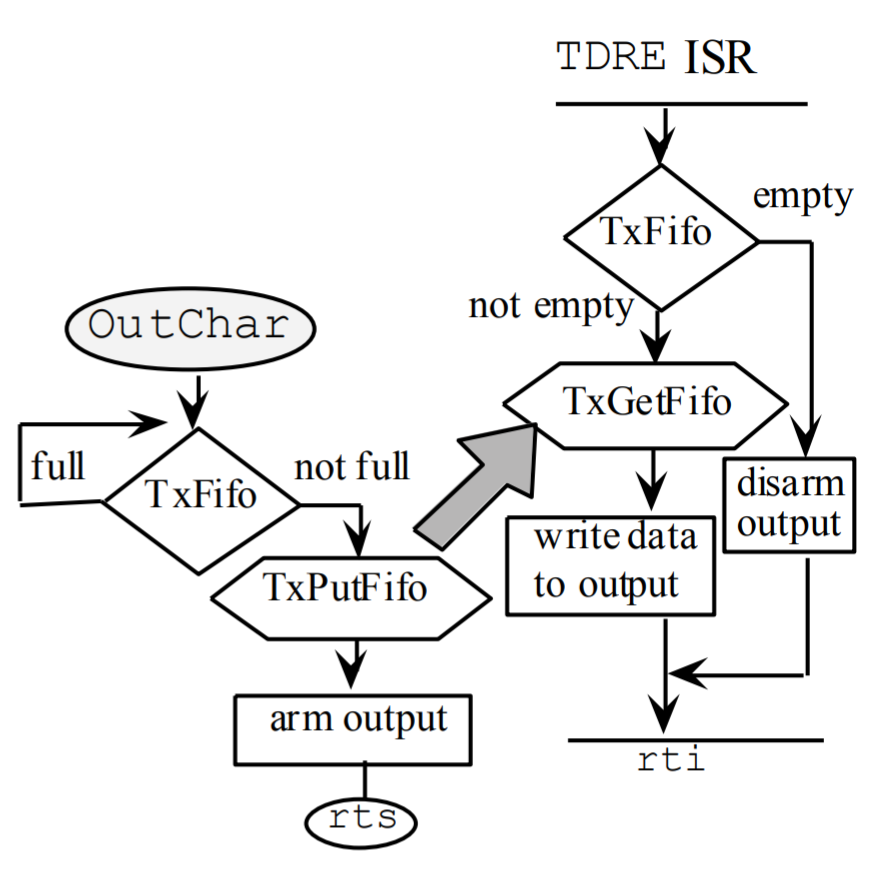 TDRE ISR
empty
TxFifo
not empty
OutChar
TxGetFifo
full
TxFifo
not full
disarm
output
write data
to output
TxPutFifo
arm output
rti
rts